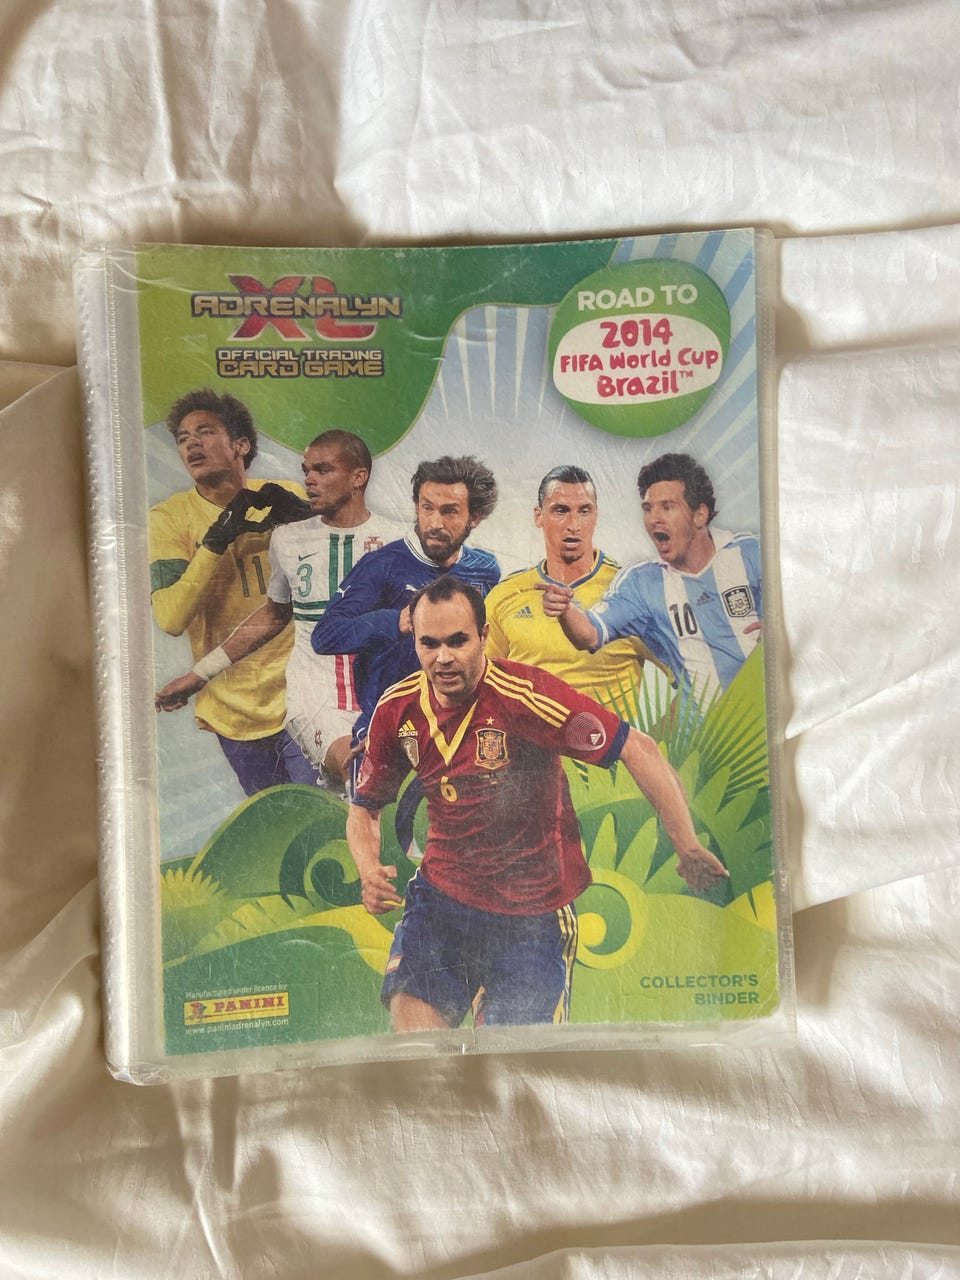 ADRENALYN
XL
OFFICIAL TRADING
CARD GAME
ROAD TO
2014
FIFA World Cup
Brazil™
11
3
10
adidas
6
COLLECTOR'S
BINDER
Manufactured under licence by
PANINI
www.paniniadrenalyn.com